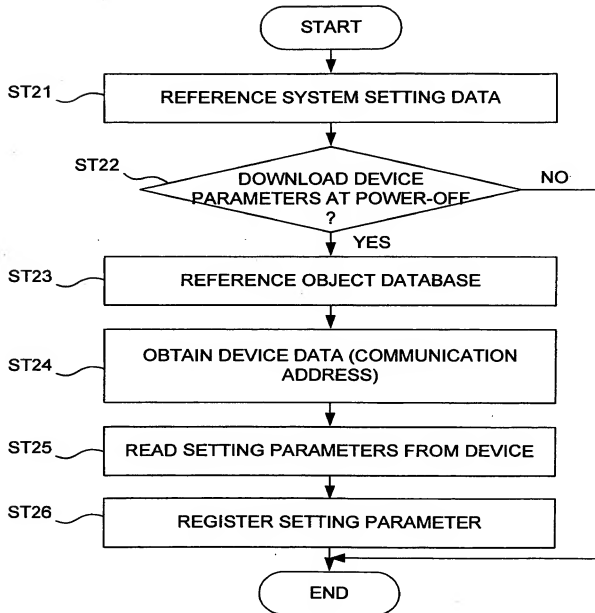 START
ST21
REFERENCE SYSTEM SETTING DATA
ST22
DOWNLOAD DEVICE
PARAMETERS AT POWER-OFF
?
NO
YES
ST23
REFERENCE OBJECT DATABASE
ST24
OBTAIN DEVICE DATA (COMMUNICATION
ADDRESS)
ST25
READ SETTING PARAMETERS FROM DEVICE
ST26
REGISTER SETTING PARAMETER
END